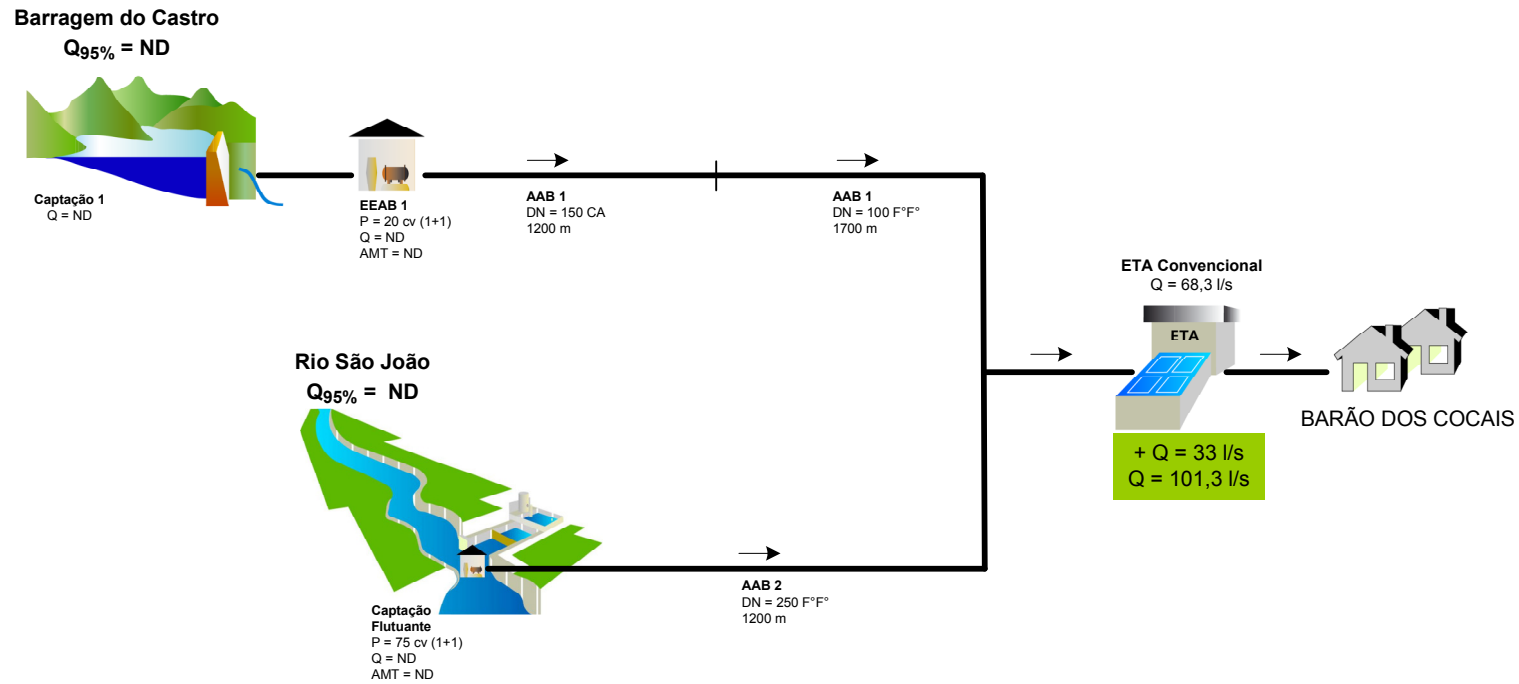 Barragem do Castro
Q95% = ND
Captação 1
Q = ND
EEAB 1
P = 20 cv (1+1)
Q = ND
AMT = ND
AAB 1
DN = 150 CA
1200 m
AAB 1
DN = 100 F°F°
1700 m
ETA Convencional
Q = 68,3 l/s
ETA
+ Q = 33 l/s
Q = 101,3 l/s
BARÃO DOS COCAIS
Rio São João
Q95% = ND
Captação
Flutuante
P = 75 cv (1+1)
Q = ND
AMT = ND
AAB 2
DN = 250 F°F°
1200 m